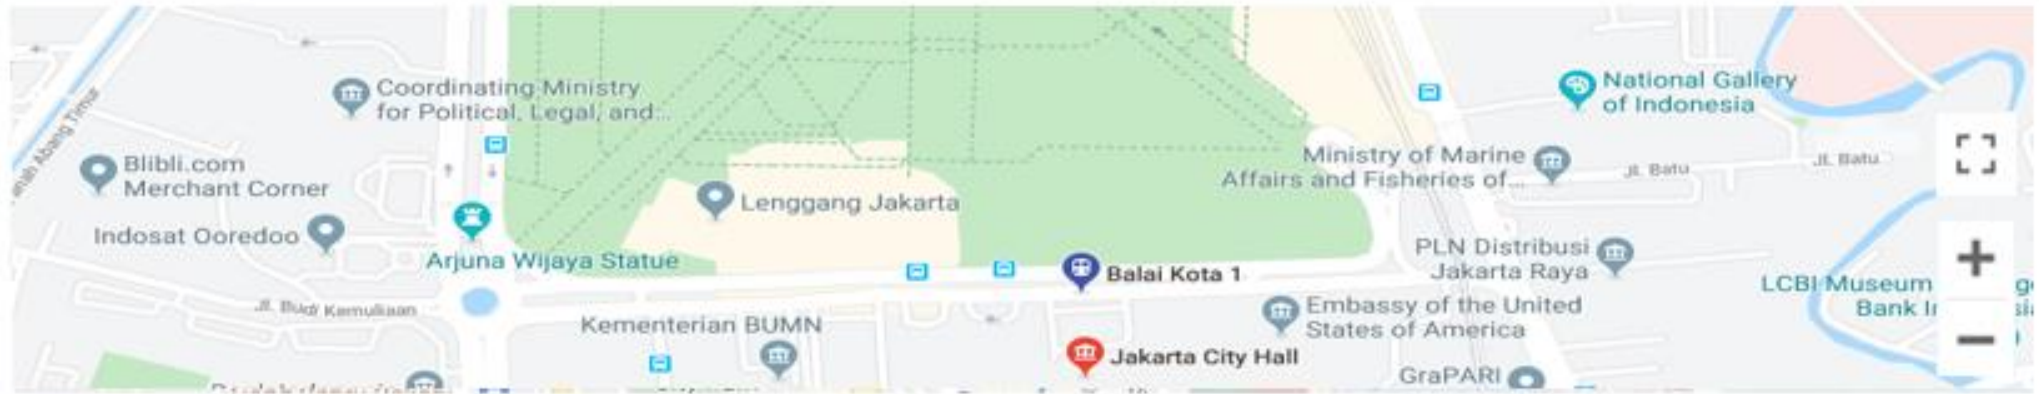 Coordinating Ministry
for Political, Legal, and...
National Gallery
of Indonesia
Abang Timur
Blibli.com
Merchant Corner
Ministry of Marine
Affairs and Fisheries of...
Jl. Batu
Jl. Batu
Lenggang Jakarta
Indosat Ooredoo
Arjuna Wijaya Statue
PLN Distribusi
Jakarta Raya
Balai Kota 1
LCBI Museum
Bank
Jl. Budi Kemuliaan
Kementerian BUMN
Embassy of the United
States of America
Jakarta City Hall
GraPARI